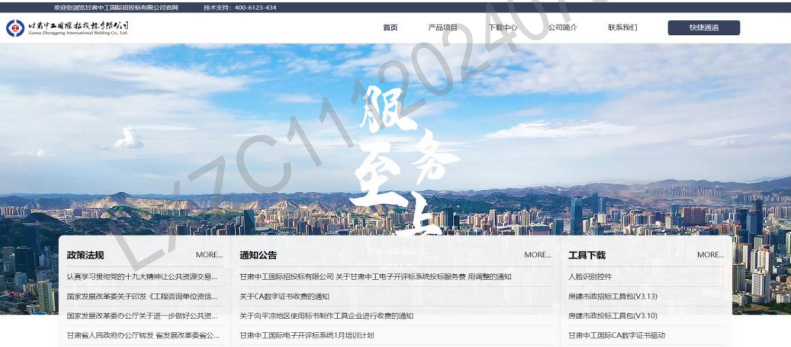 欢迎您浏览甘肃中工国际招投标有限公司官网 技术支持：400-6123-434
甘肃中工国际招投标有限公司
Gansu Zhonggong International Bidding Co., Ltd.
首页 产品项目 下载中心 公司简介 联系我们 快捷通道
服务
至上
政策法规 MORE...
认真学习贯彻党的十九大精神让公共资源交易...
国家发展改革委关于印发《工程咨询单位资信...
国家发展改革委办公厅关于进一步做好公共资...
甘肃省人民政府办公厅转发 省发展改革委省公...
通知公告 MORE...
甘肃中工国际招投标有限公司 关于甘肃中工电子开评标系统投标服务费 用调整的通知
关于CA数字证书收费的通知
关于向平凉地区使用标书制作工具企业进行收费的通知
甘肃中工国际电子开评标系统1月培训计划
工具下载 MORE...
人脸识别控件
房建市政招标工具包(V3.13)
房建市政投标工具包(V3.10)
甘肃中工国际CA数字证书驱动